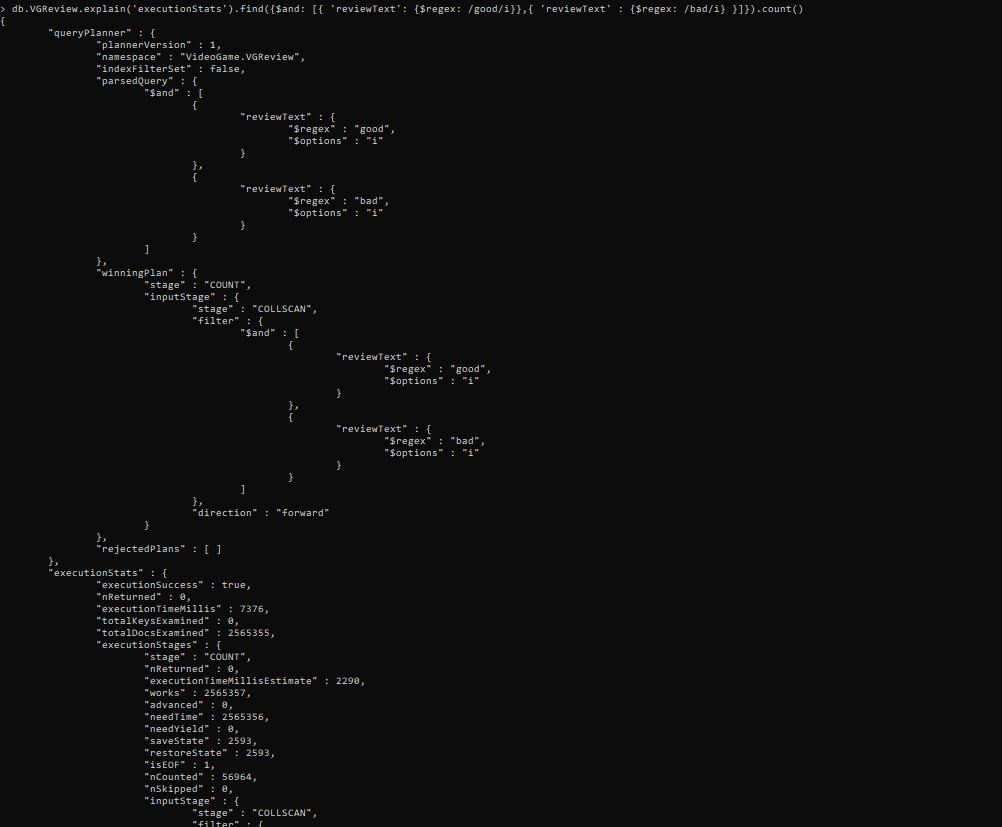 > db.VGReview.explain('executionStats').find({$and: [{ 'reviewText': {$regex: /good/i}},{ 'reviewText' : {$regex: /bad/i} }]}).count()
{
        "queryPlanner" : {
                "plannerVersion" : 1,
                "namespace" : "VideoGame.VGReview",
                "indexFilterSet" : false,
                "parsedQuery" : {
                        "$and" : [
                                {
                                        "reviewText" : {
                                                "$regex" : "good",
                                                "$options" : "i"
                                        }
                                },
                                {
                                        "reviewText" : {
                                                "$regex" : "bad",
                                                "$options" : "i"
                                        }
                                }
                        ]
                },
                "winningPlan" : {
                        "stage" : "COUNT",
                        "inputStage" : {
                                "stage" : "COLLSCAN",
                                "filter" : {
                                        "$and" : [
                                                {
                                                        "reviewText" : {
                                                                "$regex" : "good",
                                                                "$options" : "i"
                                                        }
                                                },
                                                {
                                                        "reviewText" : {
                                                                "$regex" : "bad",
                                                                "$options" : "i"
                                                        }
                                                }
                                        ]
                                },
                                "direction" : "forward"
                        }
                },
                "rejectedPlans" : [ ]
        },
        "executionStats" : {
                "executionSuccess" : true,
                "nReturned" : 0,
                "executionTimeMillis" : 7376,
                "totalKeysExamined" : 0,
                "totalDocsExamined" : 2565355,
                "executionStages" : {
                        "stage" : "COUNT",
                        "nReturned" : 0,
                        "executionTimeMillisEstimate" : 2290,
                        "works" : 2565357,
                        "advanced" : 0,
                        "needTime" : 2565356,
                        "needYield" : 0,
                        "saveState" : 2593,
                        "restoreState" : 2593,
                        "isEOF" : 1,
                        "nCounted" : 56964,
                        "nSkipped" : 0,
                        "inputStage" : {
                                "stage" : "COLLSCAN",
                                "filter" : {